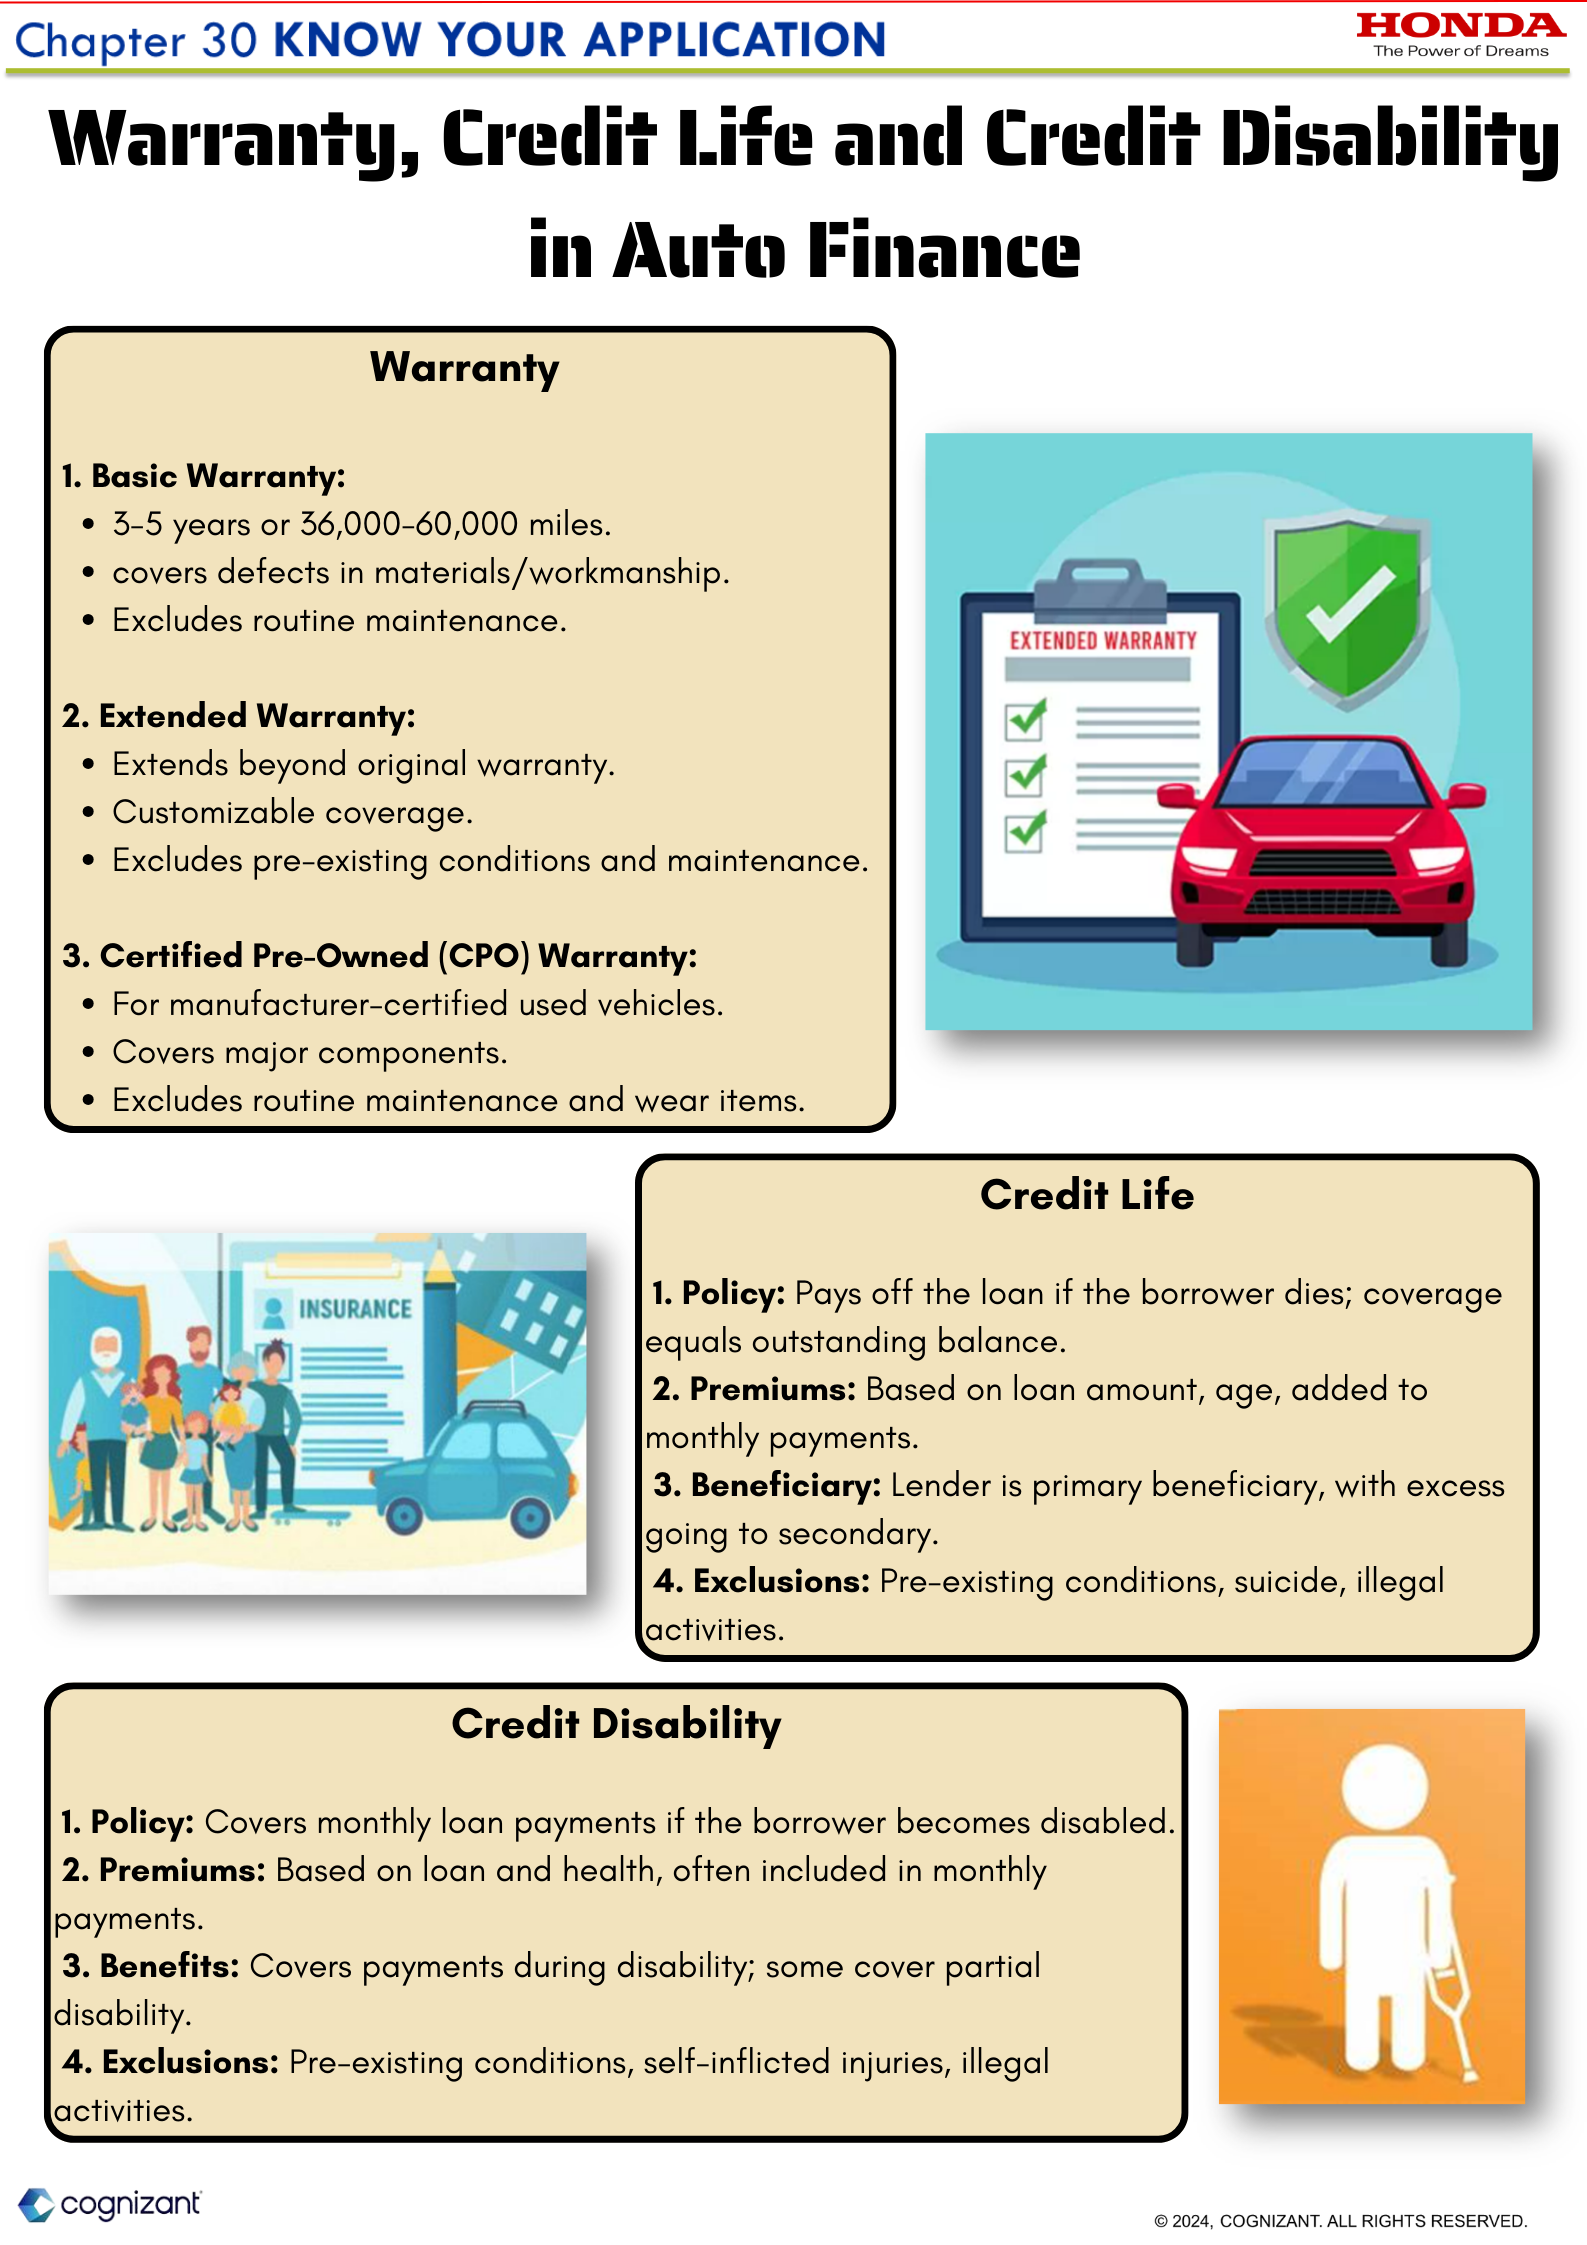 Chapter 30 KNOW YOUR APPLICATION
HONDA
The Power of Dreams
Warranty, Credit Life and Credit Disability
in Auto Finance
Warranty
1. Basic Warranty:
• 3-5 years or 36,000-60,000 miles.
• covers defects in materials/workmanship.
• Excludes routine maintenance.
2. Extended Warranty:
• Extends beyond original warranty.
• Customizable coverage.
• Excludes pre-existing conditions and maintenance.
3. Certified Pre-Owned (CPO) Warranty:
• For manufacturer-certified used vehicles.
• Covers major components.
• Excludes routine maintenance and wear items.
EXTENDED WARRANTY
Credit Life
1. Policy: Pays off the loan if the borrower dies; coverage
equals outstanding balance.
2. Premiums: Based on loan amount, age, added to
monthly payments.
3. Beneficiary: Lender is primary beneficiary, with excess
going to secondary.
4. Exclusions: Pre-existing conditions, suicide, illegal
activities.
INSURANCE
Credit Disability
1. Policy: Covers monthly loan payments if the borrower becomes disabled.
2. Premiums: Based on loan and health, often included in monthly
payments.
3. Benefits: Covers payments during disability; some cover partial
disability.
4. Exclusions: Pre-existing conditions, self-inflicted injuries, illegal
activities.
cognizant
© 2024, COGNIZANT. ALL RIGHTS RESERVED.